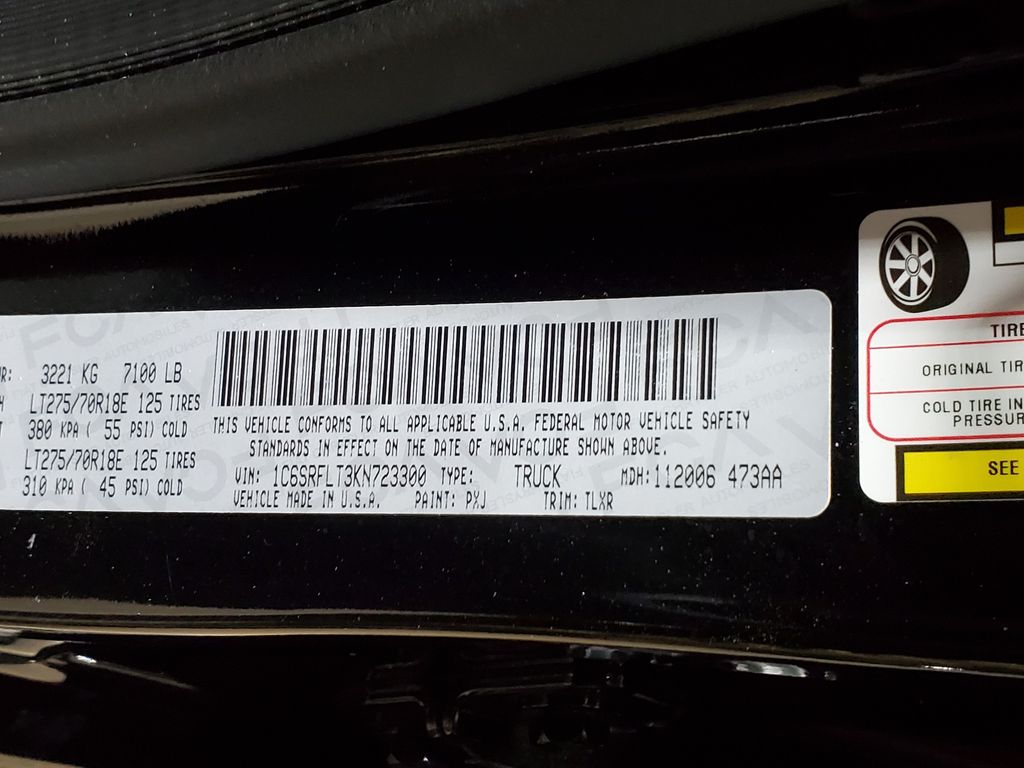 R: 3221 KG 7100 LB
H LT275/70R18E 125 TIRES
T 380 KPA ( 55 PSI) COLD
LT275/70R18E 125 TIRES
310 KPA ( 45 PSI) COLD
THIS VEHICLE CONFORMS TO ALL APPLICABLE U.S.A. FEDERAL MOTOR VEHICLE SAFETY
STANDARDS IN EFFECT ON THE DATE OF MANUFACTURE SHOWN ABOVE.
VIN: 1C6SRFLT3KN723300 TYPE: TRUCK MDH:112006 473AA
VEHICLE MADE IN U.S.A. PAINT: PXJ TRIM: TLXR
TIRE
ORIGINAL TIR
COLD TIRE IN
PRESSUR
SEE